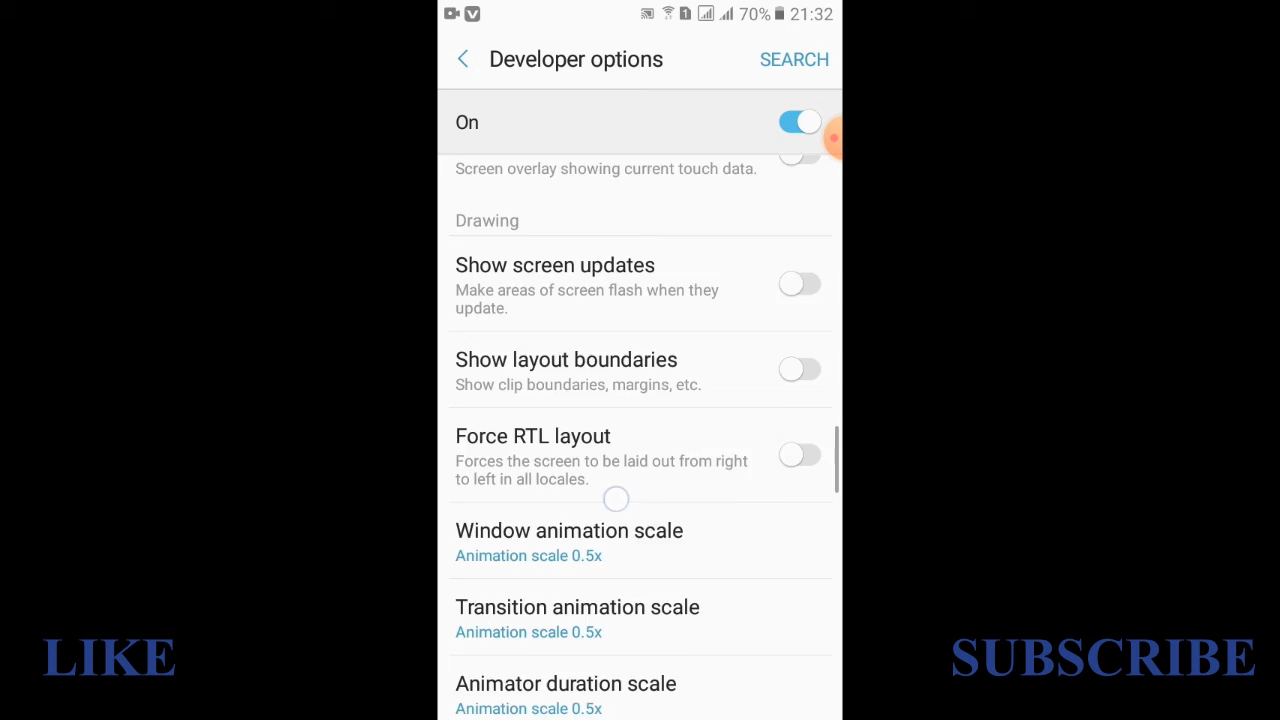 1 70% 21:32
Developer options SEARCH
On
Screen overlay showing current touch data.
Drawing
Show screen updates
Make areas of screen flash when they
update.
Show layout boundaries
Show clip boundaries, margins, etc.
Force RTL layout
Forces the screen to be laid out from right
to left in all locales.
Window animation scale
Animation scale 0.5x
Transition animation scale
Animation scale 0.5x
Animator duration scale
Animation scale 0.5x
LIKE
SUBSCRIBE